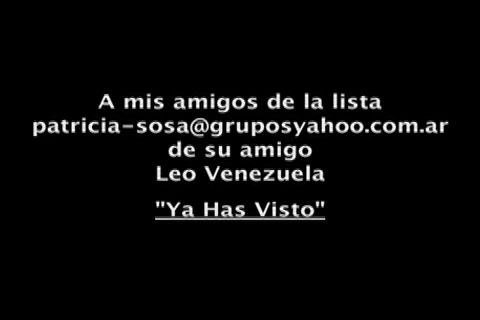 A mis amigos de la lista
patricia-sosa@gruposyahoo.com.ar
de su amigo
Leo Venezuela
"Ya Has Visto"